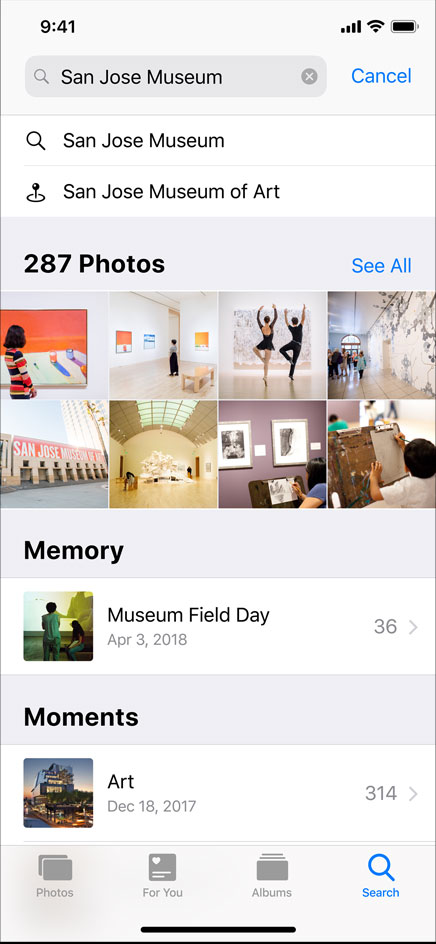 9:41
San Jose Museum
Cancel
San Jose Museum
San Jose Museum of Art
287 Photos
See All
SAN JOSE MUSEUM
Memory
Museum Field Day
36
Apr 3, 2018
Moments
Art
314
Dec 18, 2017
Photos
For You
Albums
Search